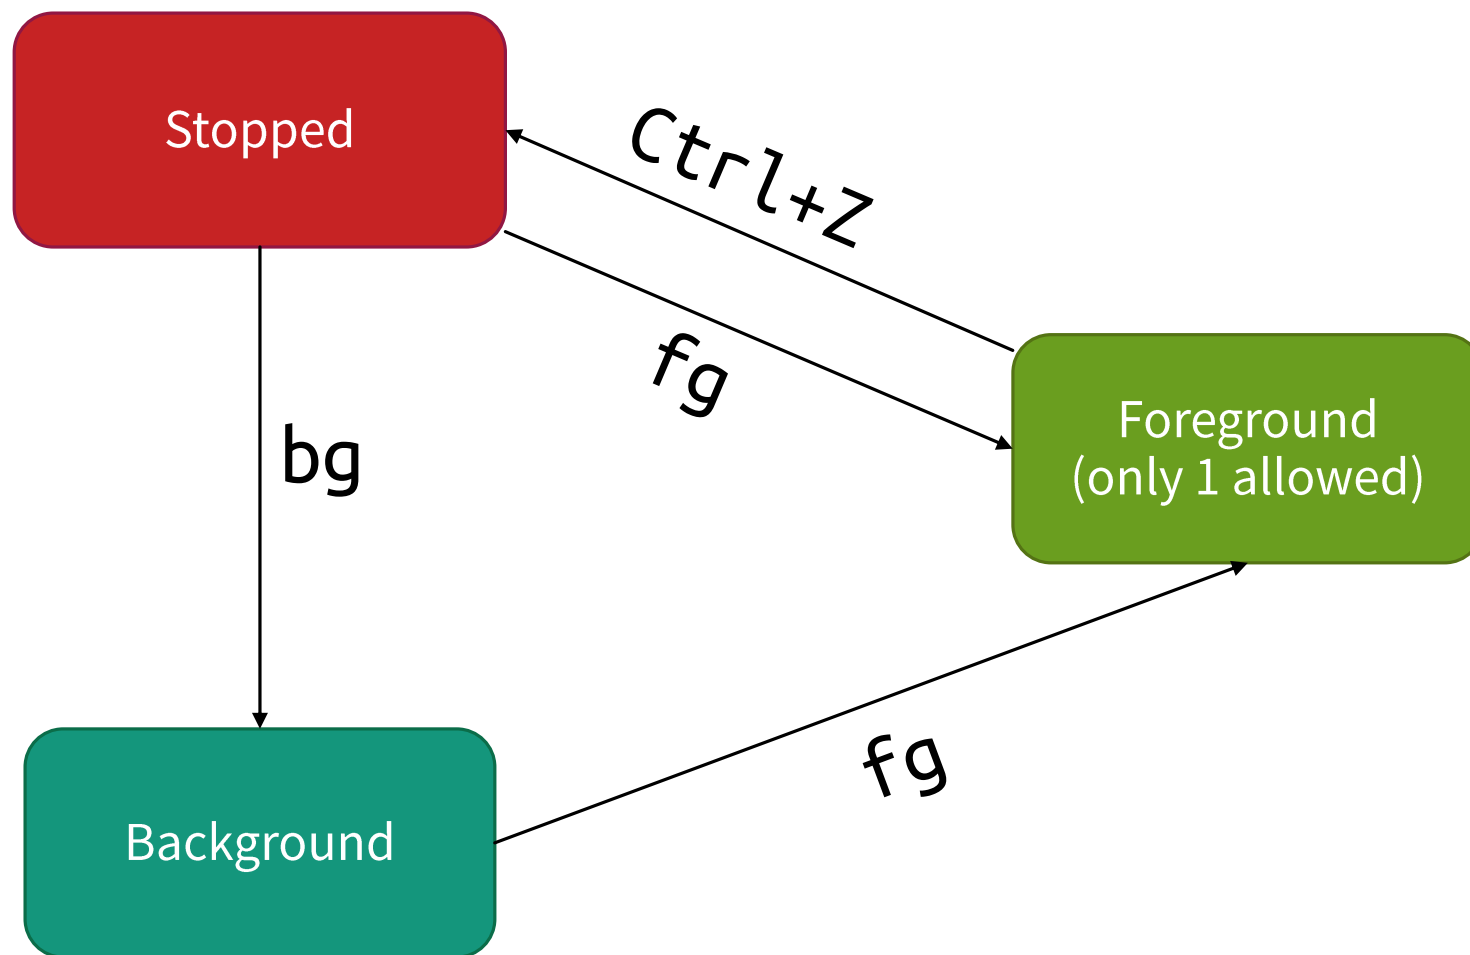 Stopped
Ctrl+Z
fg
bg
Foreground
(only 1 allowed)
fg
Background